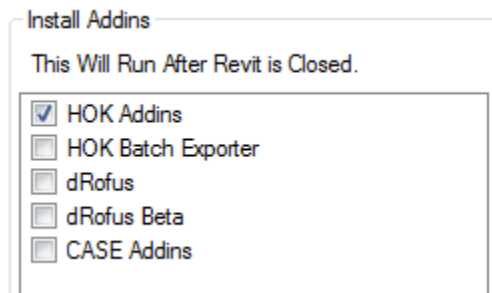 Install Addins
This Will Run After Revit is Closed.
HOK Addins
HOK Batch Exporter
dRofus
dRofus Beta
CASE Addins